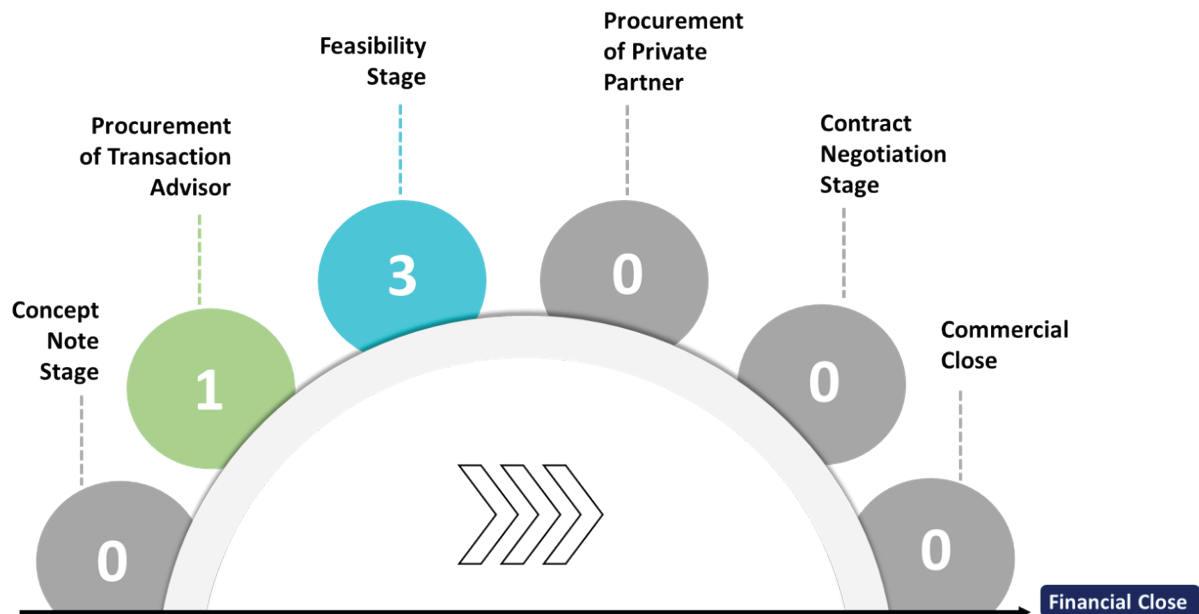 Concept
Note
Stage
0
Procurement
of Transaction
Advisor
1
Feasibility
Stage
3
Procurement
of Private
Partner
0
Contract
Negotiation
Stage
0
Commercial
Close
0
Financial Close